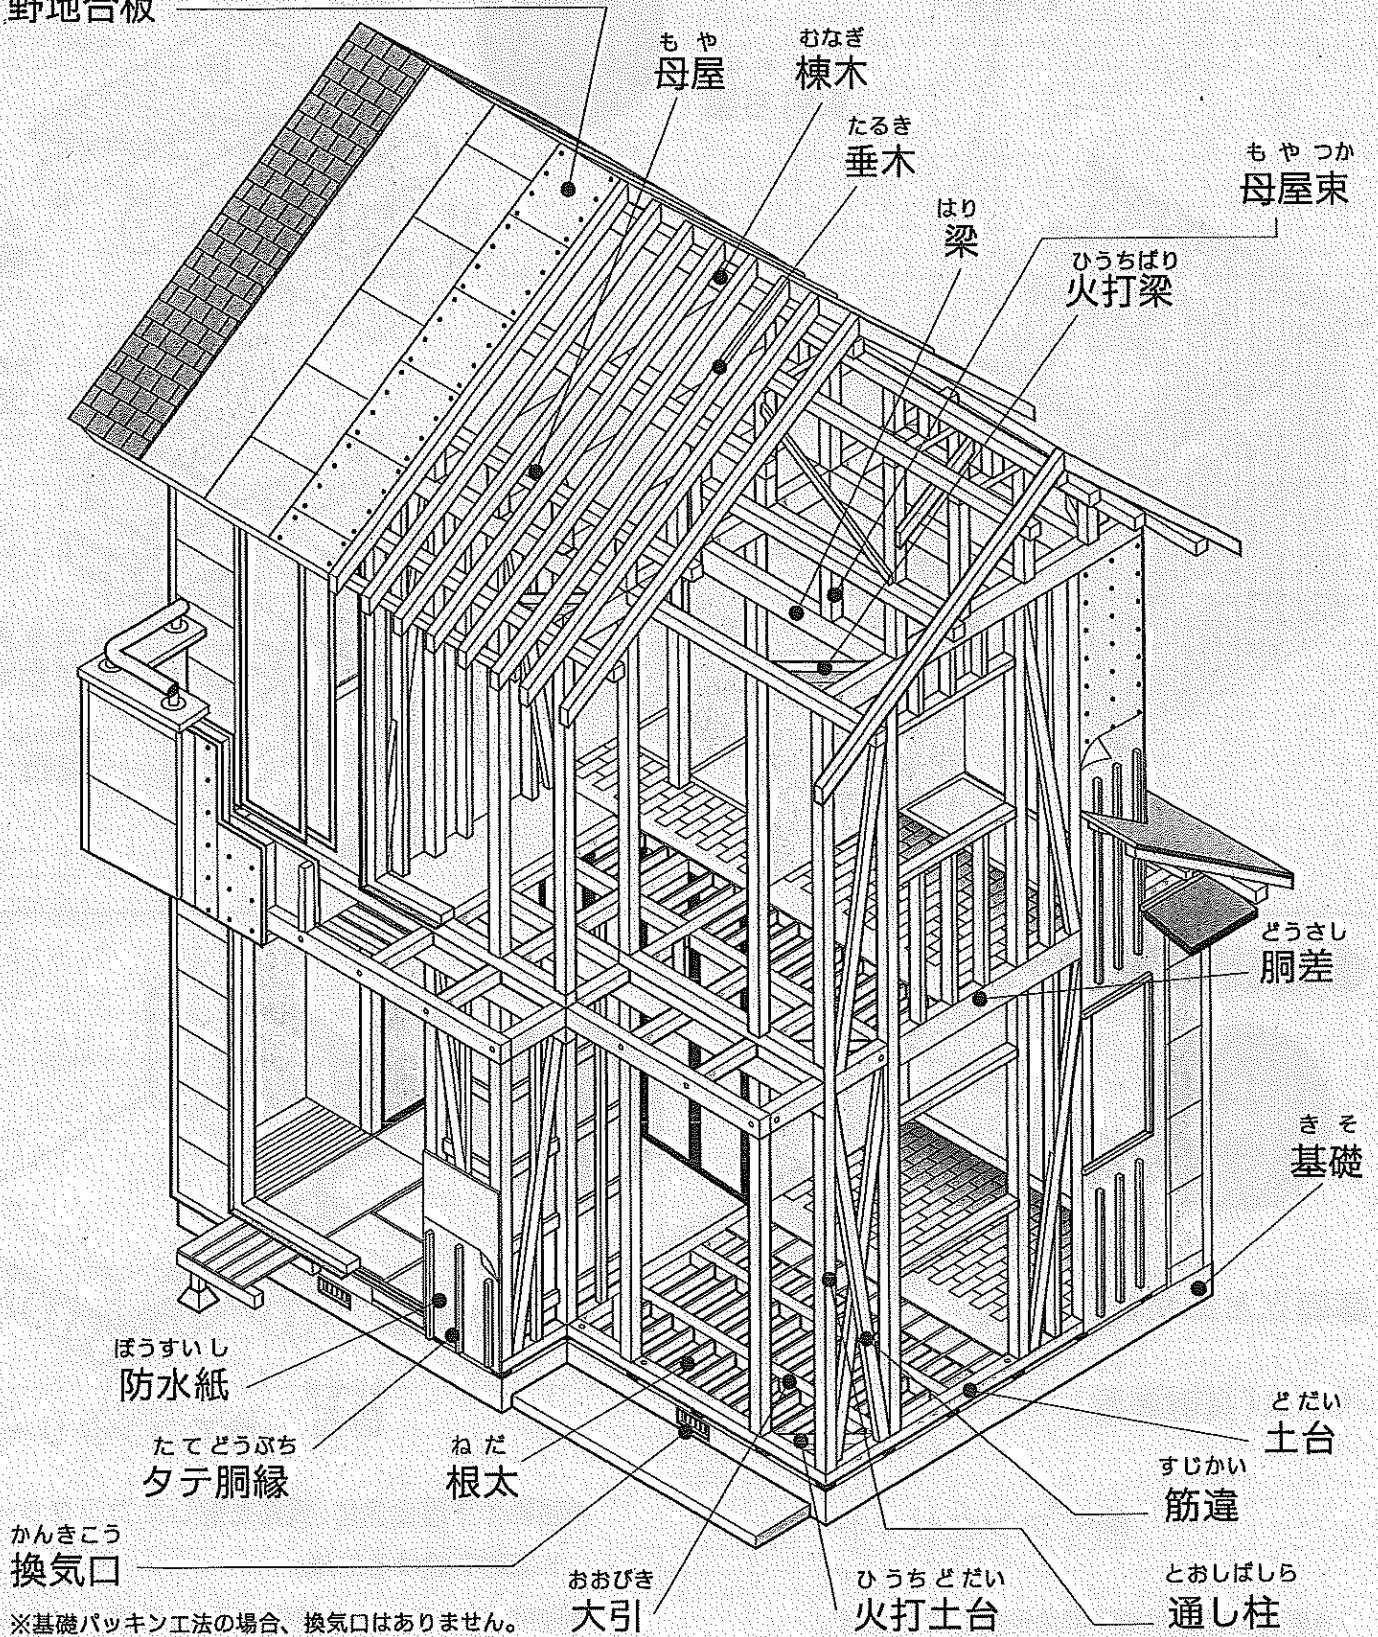 野地合板
もや
母屋
むなぎ
棟木
たるき
垂木
もやつか
母屋束
はり
梁
ひうちばり
火打梁
どうさし
胴差
きそ
基礎
ぼうすいし
防水紙
たてどうぶち
タテ胴縁
ねだ
根太
どだい
土台
すじかい
筋違
かんきこう
換気口
おおびき
大引
ひうちどだい
火打土台
とおしばしら
通し柱
※基礎パッキン工法の場合、換気口はありません。